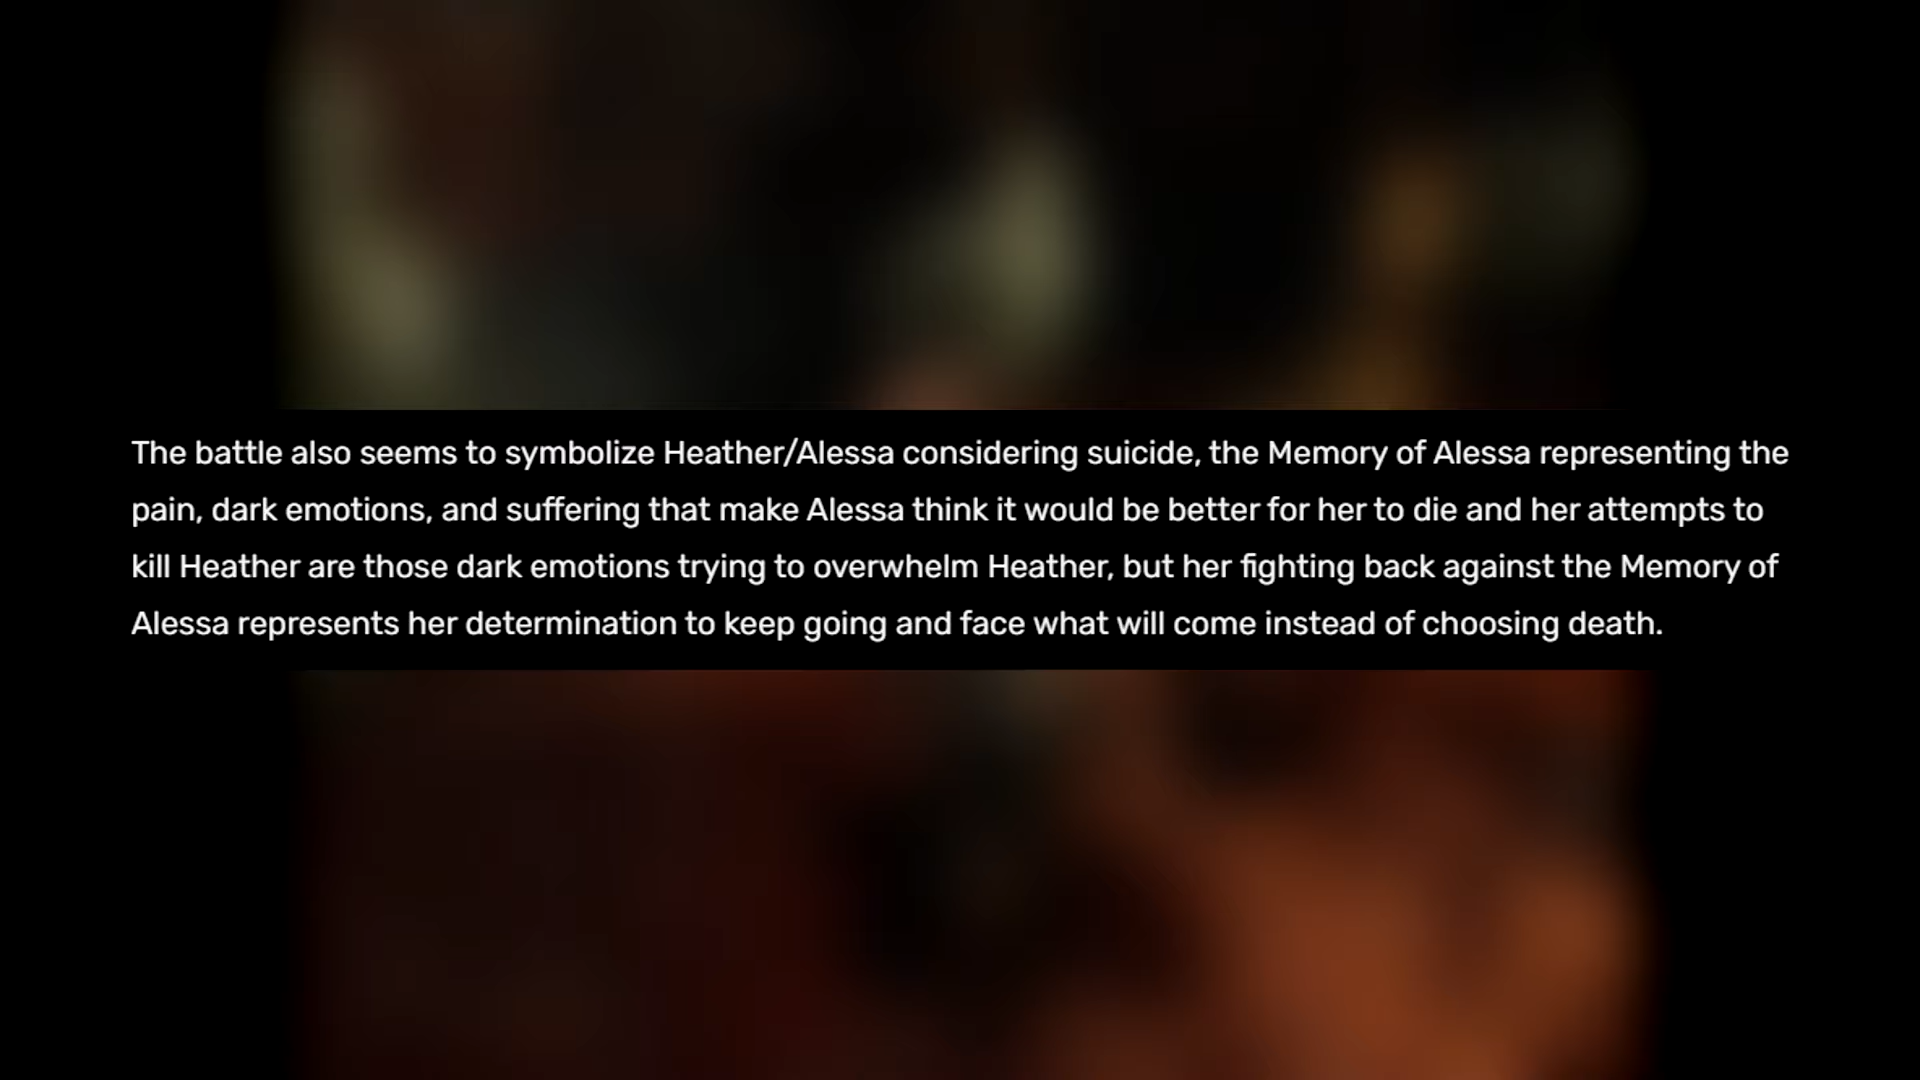 The battle also seems to symbolize Heather/Alessa considering suicide, the Memory of Alessa representing the
pain, dark emotions, and suffering that make Alessa think it would be better for her to die and her attempts to
kill Heather are those dark emotions trying to overwhelm Heather, but her fighting back against the Memory of
Alessa represents her determination to keep going and face what will come instead of choosing death.